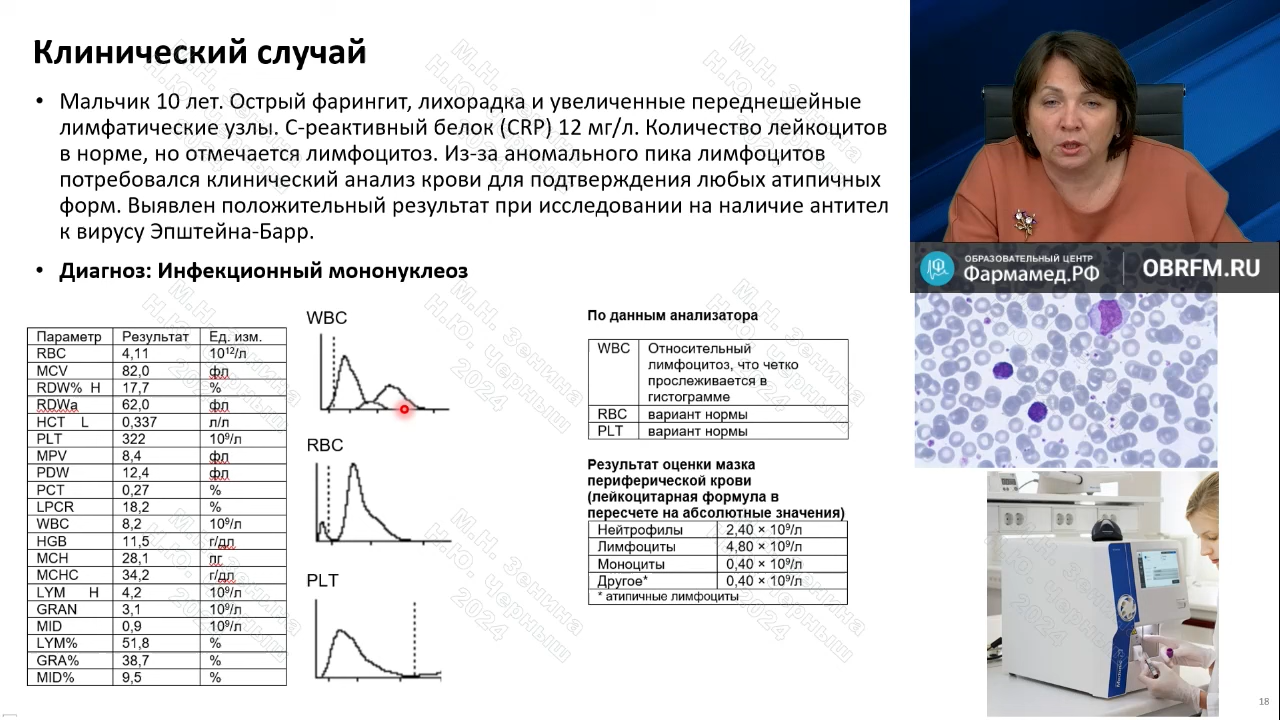 Клинический случай
• Мальчик 10 лет. Острый фарингит, лихорадка и увеличенные переднешейные
лимфатические узлы. С-реактивный белок (CRP) 12 мг/л. Количество лейкоцитов
в норме, но отмечается лимфоцитоз. Из-за аномального пика лимфоцитов
потребовался клинический анализ крови для подтверждения любых атипичных
форм. Выявлен положительный результат при исследовании на наличие антител
к вирусу Эпштейна-Барр.
• Диагноз: Инфекционный мононуклеоз
Параметр Результат Ед. изм.
RBC 4,11 10¹²/л
MCV 82,0 фл
RDW% H 17,7 %
RDWa 62,0 фл
HCT L 0,337 л/л
PLT 322 10⁹/л
MPV 8,4 фл
PDW 12,4 фл
PCT 0,27 %
LPCR 18,2 %
WBC 8,2 10⁹/л
HGB 11,5 г/дл
MCH 28,1 пг
MCHC 34,2 г/дл
LYM H 4,2 10⁹/л
GRAN 3,1 10⁹/л
MID 0,9 10⁹/л
LYM% 51,8 %
GRA% 38,7 %
MID% 9,5 %
WBC
RBC
PLT
По данным анализатора
WBC Относительный
лимфоцитоз, что четко
прослеживается в
гистограмме
RBC вариант нормы
PLT вариант нормы
Результат оценки мазка
периферической крови
(лейкоцитарная формула в
пересчете на абсолютные значения)
Нейтрофилы 2,40 × 10⁹/л
Лимфоциты 4,80 × 10⁹/л
Моноциты 0,40 × 10⁹/л
Другое* 0,40 × 10⁹/л
* атипичные лимфоциты
ОБРАЗОВАТЕЛЬНЫЙ ЦЕНТР
Фармамед.РФ
OBRFM.RU
М.Н. Зенина
Н.Ю. Черныш
2024
18